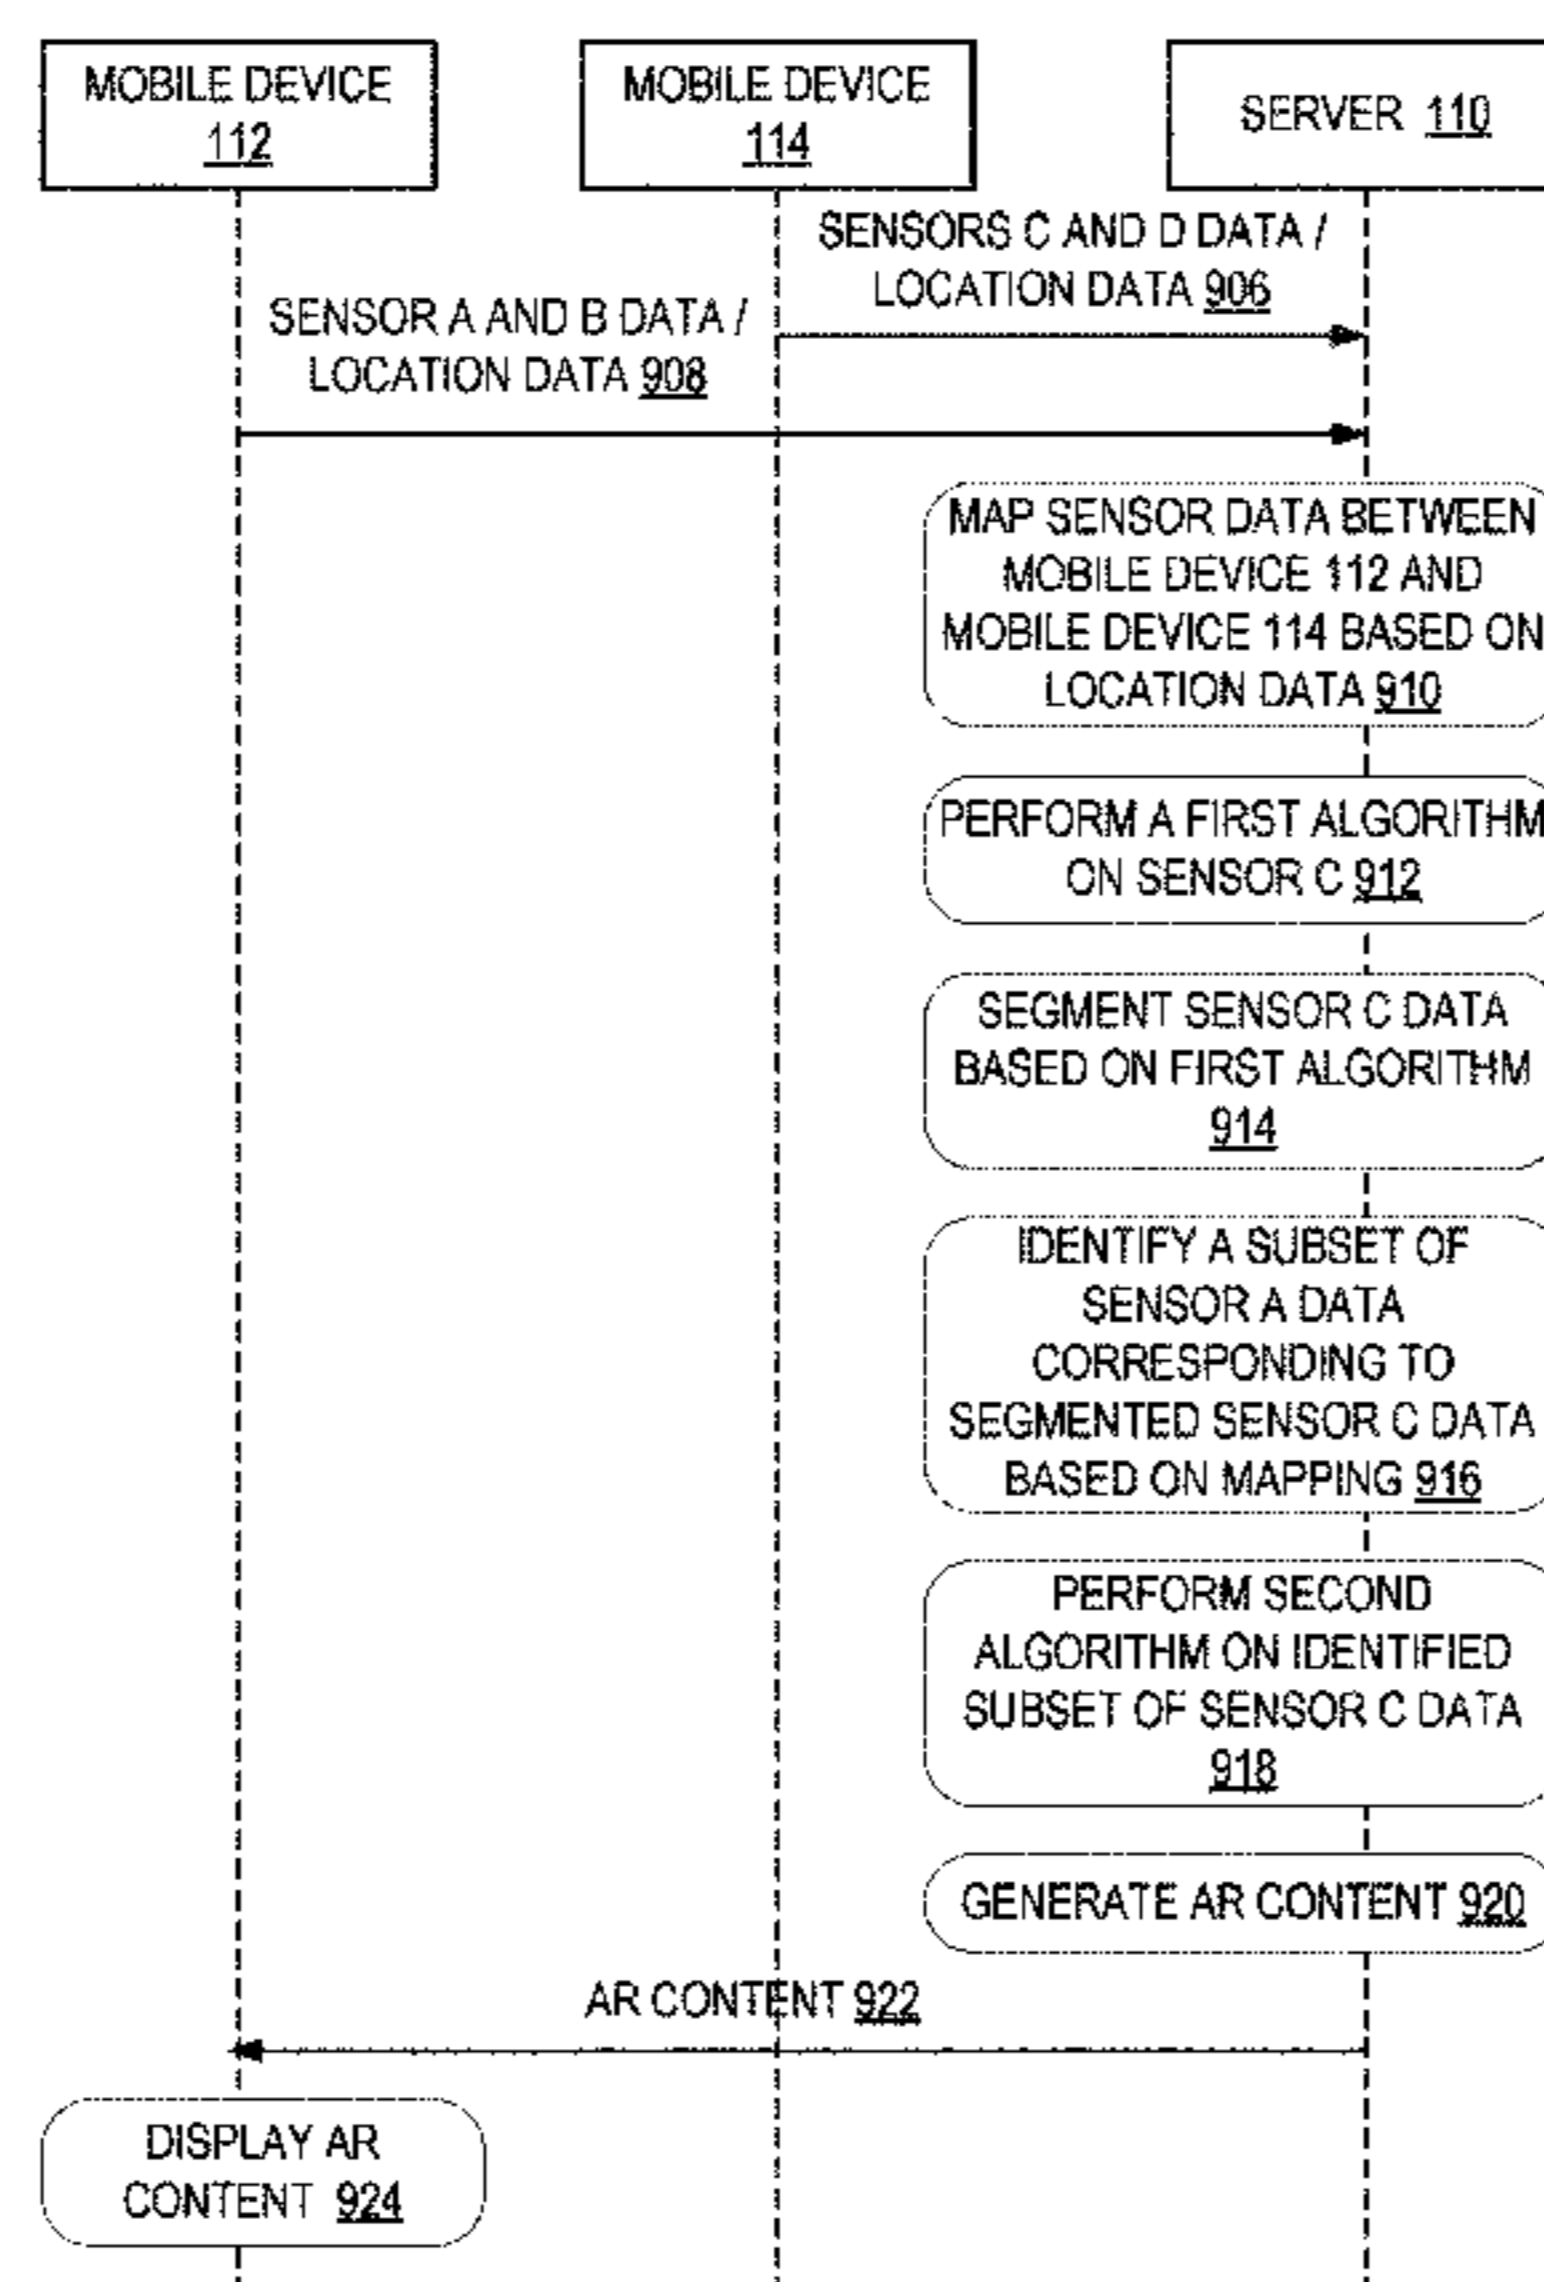 MOBILE DEVICE
112
MOBILE DEVICE
114
SERVER 110
SENSORS C AND D DATA /
LOCATION DATA 906
SENSOR A AND B DATA /
LOCATION DATA 908
MAP SENSOR DATA BETWEEN
MOBILE DEVICE 112 AND
MOBILE DEVICE 114 BASED ON
LOCATION DATA 910
PERFORM A FIRST ALGORITHM
ON SENSOR C 912
SEGMENT SENSOR C DATA
BASED ON FIRST ALGORITHM
914
IDENTIFY A SUBSET OF
SENSOR A DATA
CORRESPONDING TO
SEGMENTED SENSOR C DATA
BASED ON MAPPING 916
PERFORM SECOND
ALGORITHM ON IDENTIFIED
SUBSET OF SENSOR C DATA
918
GENERATE AR CONTENT 920
AR CONTENT 922
DISPLAY AR
CONTENT 924